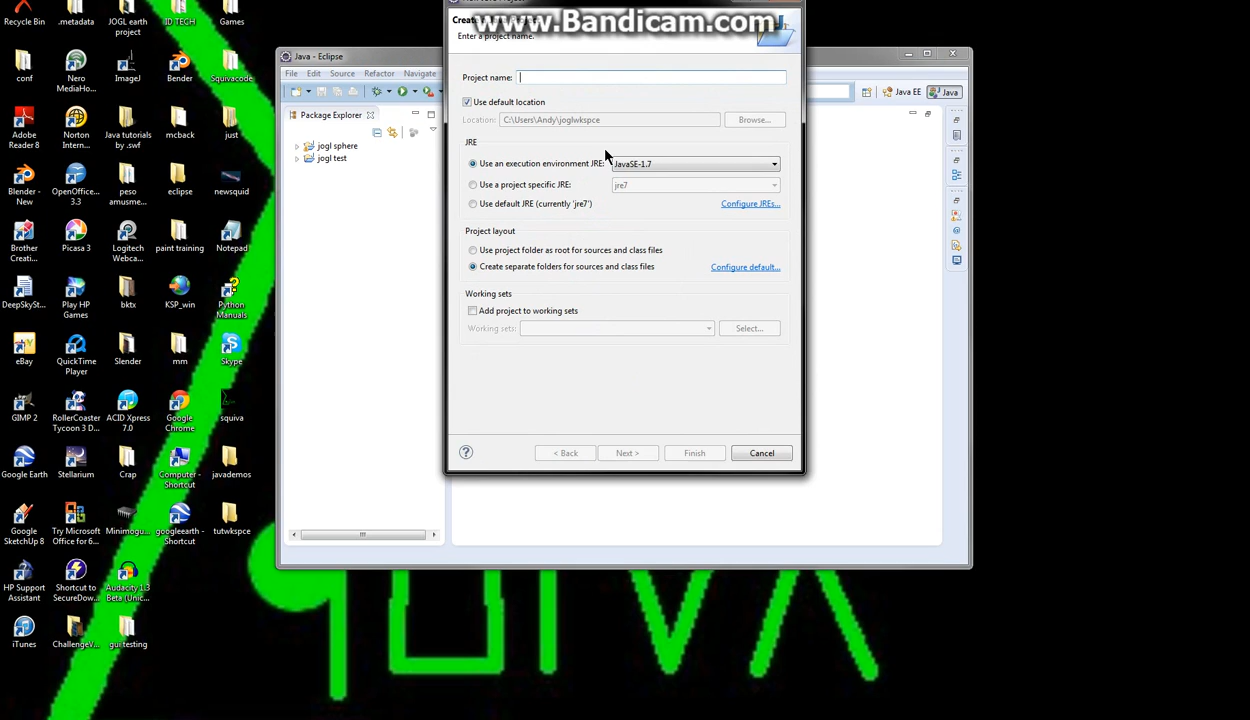 www.Bandicam.com
Recycle Bin
.metadata
JOGL earth project
ID TECH
Games
conf
Nero MediaHo...
ImageJ
Bender
Squivacode
Adobe Reader 8
Norton Intern...
Java tutorials by .swf
mcback
just
Blender - New
OpenOffice... 3.3
peso amusme...
eclipse
newsquid
Brother Creati...
Picasa 3
Logitech Webca...
paint training
Notepad
DeepSkySt...
Play HP Games
bktx
KSP_win
Python Manuals
eBay
QuickTime Player
Slender
mm
Skype
GIMP 2
RollerCoaster Tycoon 3 D...
ACID Xpress 7.0
Google Chrome
squiva
Google Earth
Stellarium
Crap
Computer - Shortcut
javademos
Google SketchUp 8
Try Microsoft Office for 6...
Minimogu...
googleearth - Shortcut
tutwkspce
HP Support Assistant
Shortcut to SecureDow...
Audacity 1.3 Beta (Unic...
iTunes
ChallengeV...
gui testing
Java - Eclipse
File Edit Source Refactor Navigate
Java EE
Java
Package Explorer
jogl sphere
jogl test
Enter a project name.
Project name:
Use default location
Location: C:\Users\Andy\joglwkspce Browse...
JRE
Use an execution environment JRE: JavaSE-1.7
Use a project specific JRE: jre7
Use default JRE (currently 'jre7') Configure JREs...
Project layout
Use project folder as root for sources and class files
Create separate folders for sources and class files Configure default...
Working sets
Add project to working sets
Working sets: Select...
? < Back Next > Finish Cancel